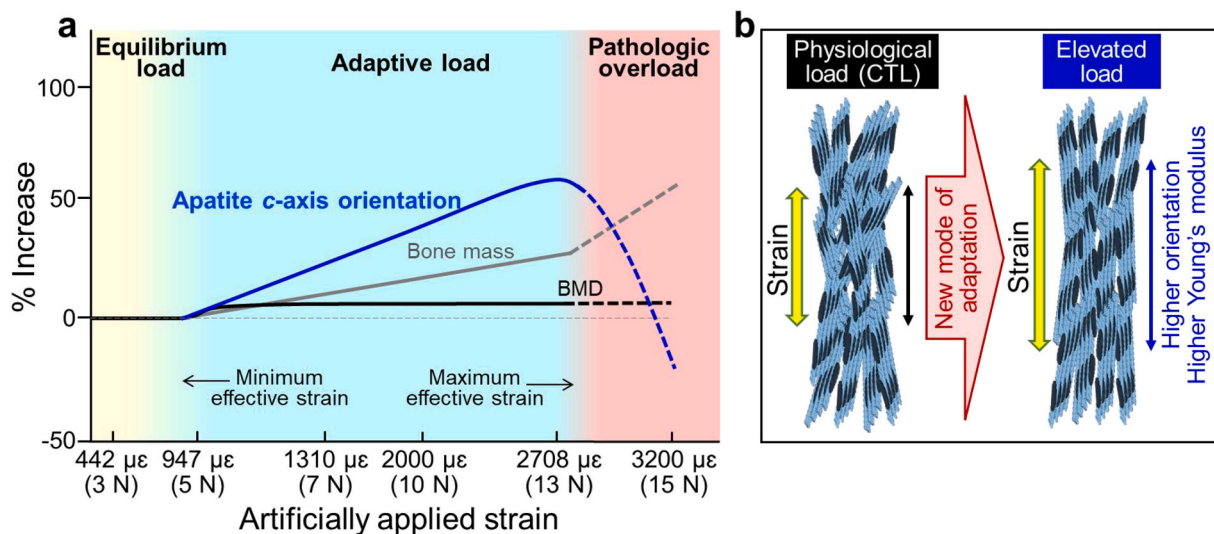 a
Equilibrium
load
Adaptive load
Pathologic
overload
100
50
0
-50
% Increase
Apatite c-axis orientation
Bone mass
BMD
Minimum
effective strain
Maximum
effective strain
442 µε
(3 N)
947 µε
(5 N)
1310 µε
(7 N)
2000 µε
(10 N)
2708 µε
(13 N)
3200 µε
(15 N)
Artificially applied strain
b
Physiological
load (CTL)
Elevated
load
Strain
New mode of
adaptation
Strain
Higher orientation
Higher Young's modulus